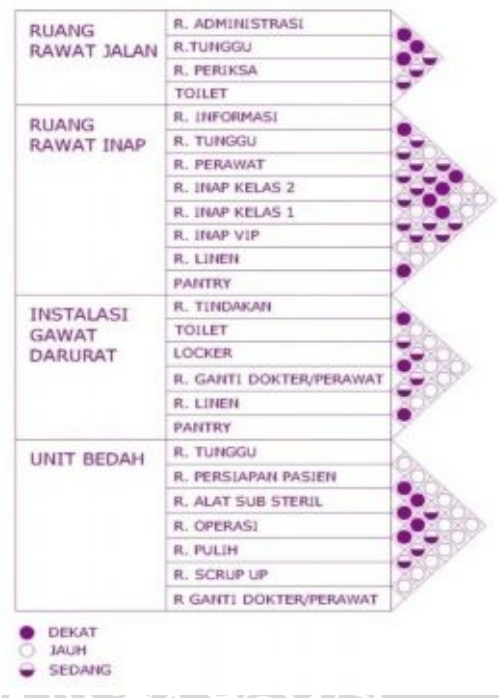 RUANG
RAWAT JALAN
R. ADMINISTRASI
R.TUNGGU
R. PERIKSA
TOILET
RUANG
RAWAT INAP
R. INFORMASI
R. TUNGGU
R. PERAWAT
R. INAP KELAS 2
R. INAP KELAS 1
R. INAP VIP
R. LINEN
PANTRY
INSTALASI
GAWAT
DARURAT
R. TINDAKAN
TOILET
LOCKER
R. GANTI DOKTER/PERAWAT
R. LINEN
PANTRY
UNIT BEDAH
R. TUNGGU
R. PERSIAPAN PASIEN
R. ALAT SUB STERIL
R. OPERASI
R. PULIH
R. SCRUP UP
R GANTI DOKTER/PERAWAT
DEKAT
JAUH
SEDANG